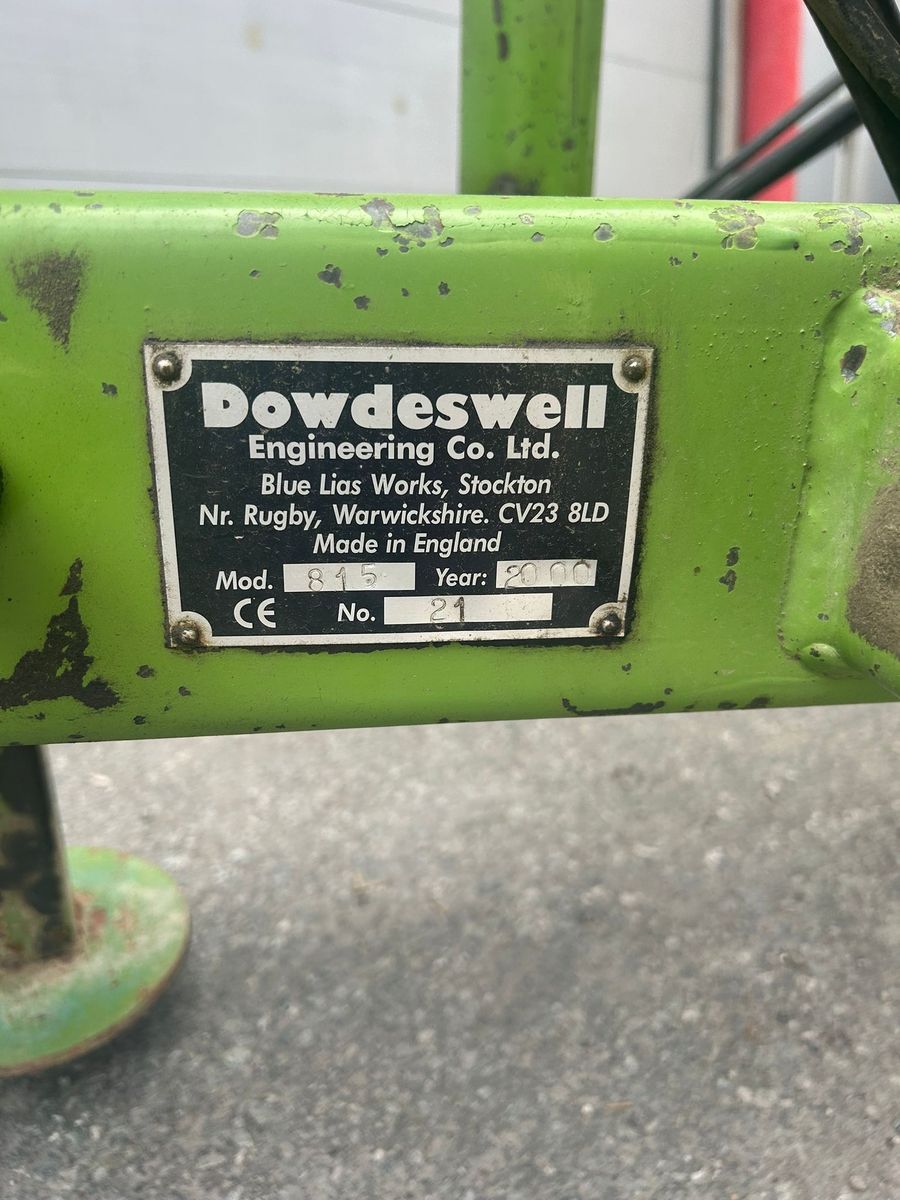 Dowdeswell
Engineering Co. Ltd.
Blue Lias Works, Stockton
Nr. Rugby, Warwickshire. CV23 8LD
Made in England
Mod. 815 Year: 2000
CE No. 21